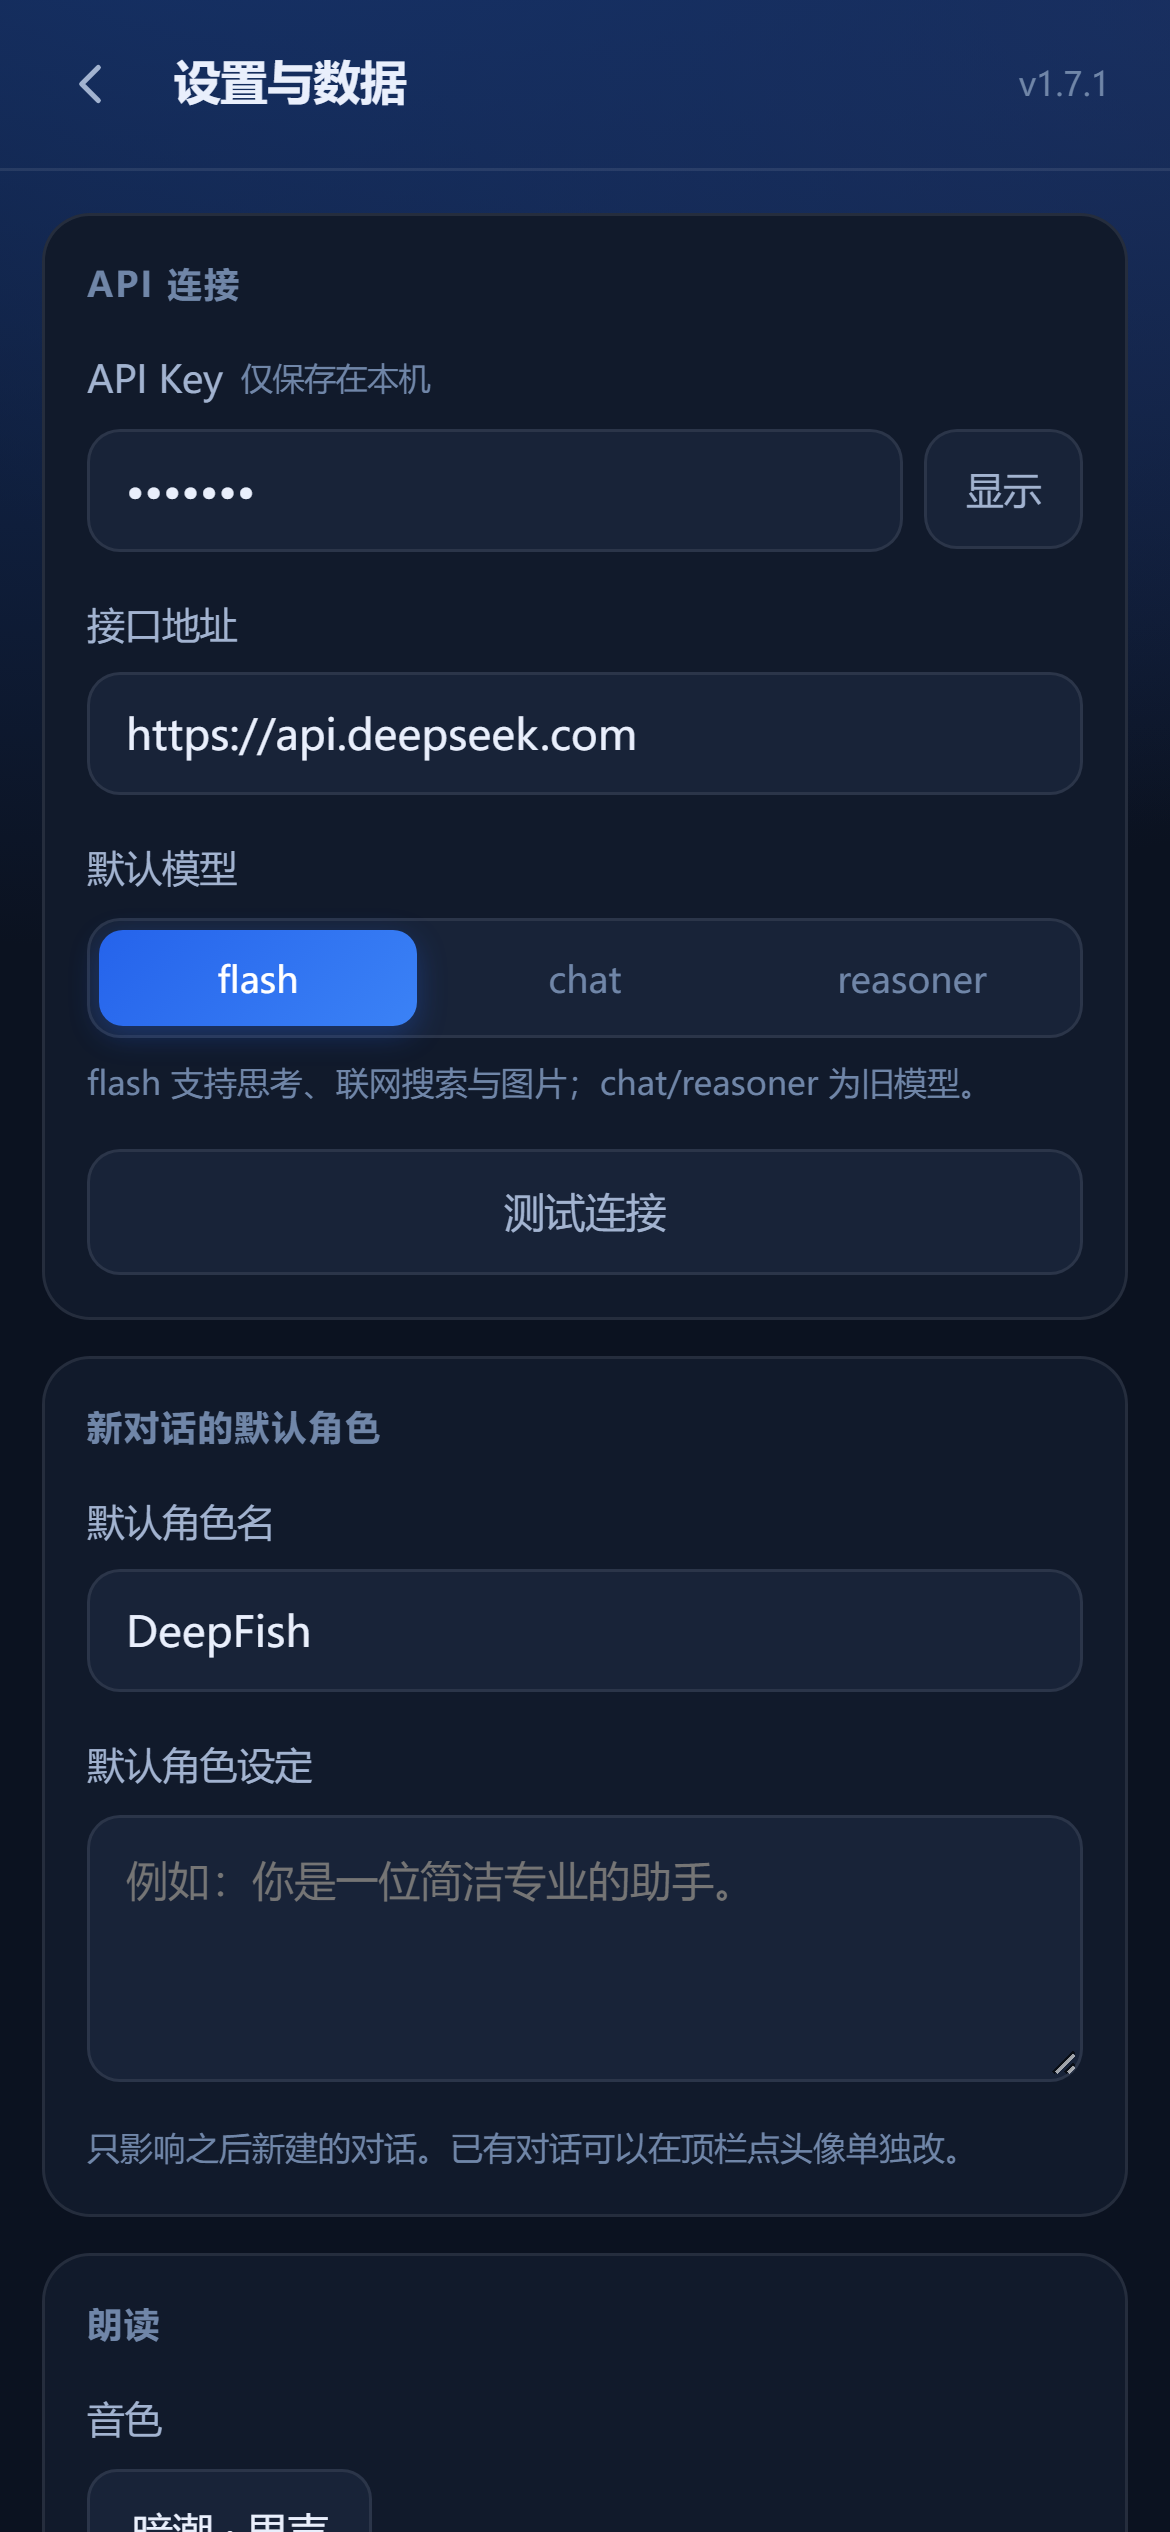 设置与数据
v1.7.1
API 连接
API Key 仅保存在本机
•••••••
显示
接口地址
https://api.deepseek.com
默认模型
flash
chat
reasoner
flash 支持思考、联网搜索与图片；chat/reasoner 为旧模型。
测试连接
新对话的默认角色
默认角色名
DeepFish
默认角色设定
例如：你是一位简洁专业的助手。
只影响之后新建的对话。已有对话可以在顶栏点头像单独改。
朗读
音色
暗潮 · 男声